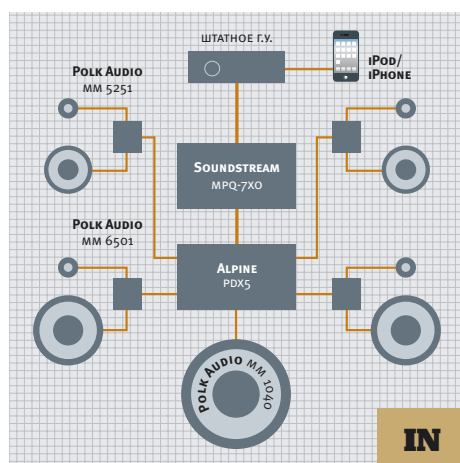 ШТАТНОЕ Г.У.
iPod/
iPhone
Polk Audio
MM 5251
Soundstream
MPQ-7XO
Polk Audio
MM 6501
Alpine
PDX5
Polk Audio MM 1040
IN